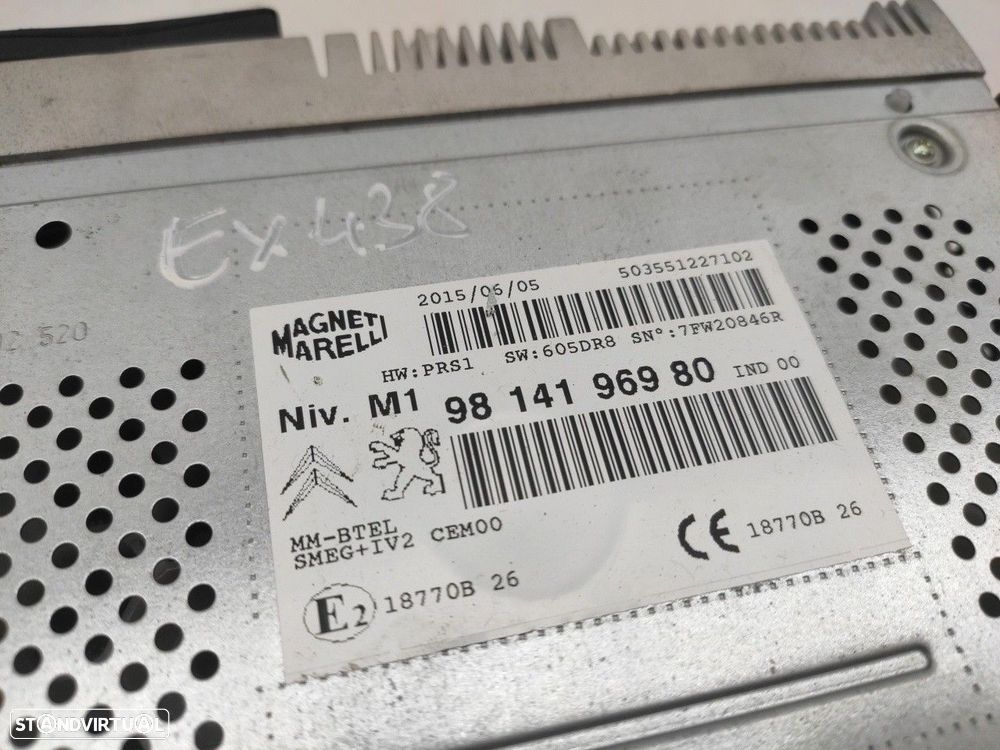 EX438
2 520
2015/06/05 503551227102
MAGNETI
MARELLI
HW:PRS1 SW:605DR8 SN°:7FW20846R
Niv. M1 98 141 969 80 IND 00
MM-BTEL
SMEG+IV2 CEM00
CE 18770B 26
E2 18770B 26
STANDVIRTUAL